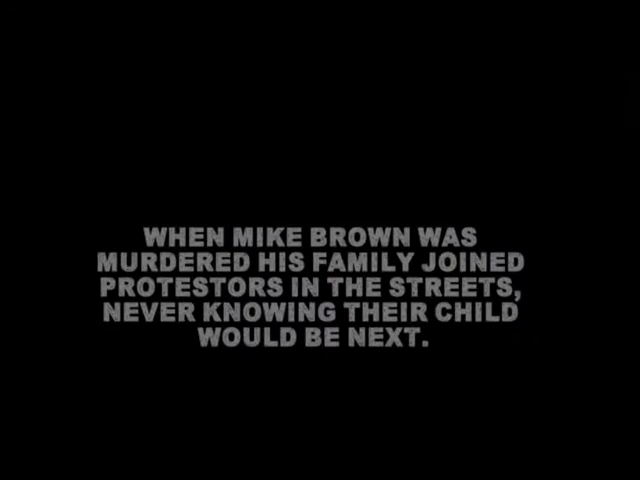 WHEN MIKE BROWN WAS
MURDERED HIS FAMILY JOINED
PROTESTORS IN THE STREETS,
NEVER KNOWING THEIR CHILD
WOULD BE NEXT.